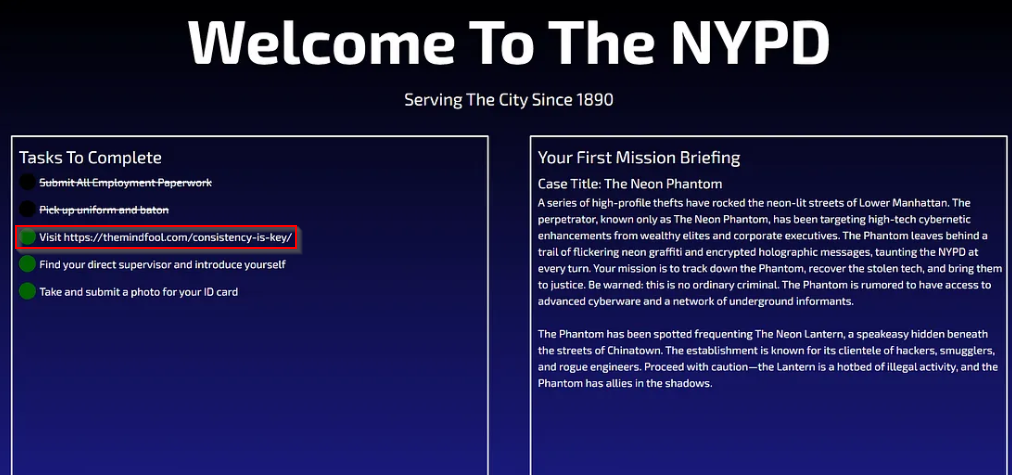 Welcome To The NYPD
Serving The City Since 1890
Tasks To Complete
Submit All Employment Paperwork
Pick up uniform and baton
Visit https://themindfool.com/consistency-is-key/
Find your direct supervisor and introduce yourself
Take and submit a photo for your ID card
Your First Mission Briefing
Case Title: The Neon Phantom
A series of high-profile thefts have rocked the neon-lit streets of Lower Manhattan. The
perpetrator, known only as The Neon Phantom, has been targeting high-tech cybernetic
enhancements from wealthy elites and corporate executives. The Phantom leaves behind a
trail of flickering neon graffiti and encrypted holographic messages, taunting the NYPD at
every turn. Your mission is to track down the Phantom, recover the stolen tech, and bring them
to justice. Be warned: this is no ordinary criminal. The Phantom is rumored to have access to
advanced cyberware and a network of underground informants.
The Phantom has been spotted frequenting The Neon Lantern, a speakeasy hidden beneath
the streets of Chinatown. The establishment is known for its clientele of hackers, smugglers,
and rogue engineers. Proceed with caution—the Lantern is a hotbed of illegal activity, and the
Phantom has allies in the shadows.